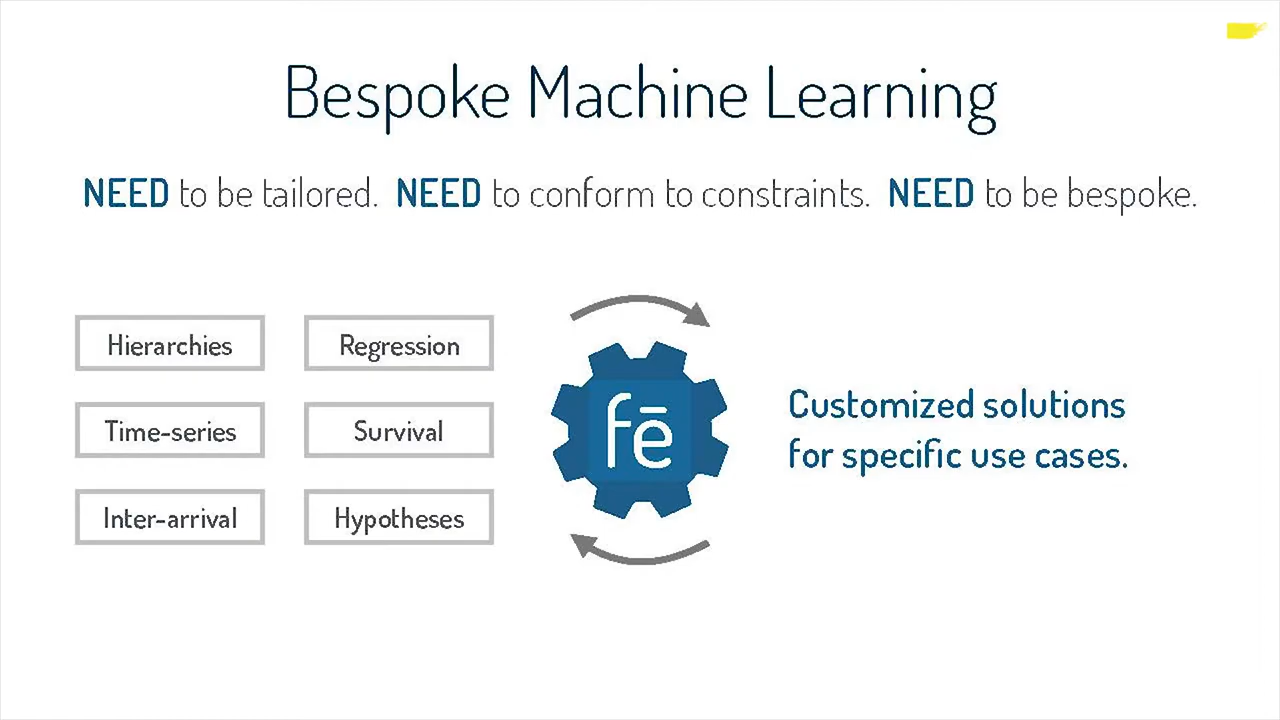 Bespoke Machine Learning
NEED to be tailored. NEED to conform to constraints. NEED to be bespoke.
Hierarchies
Regression
Time-series
Survival
Inter-arrival
Hypotheses
fē
Customized solutions
for specific use cases.